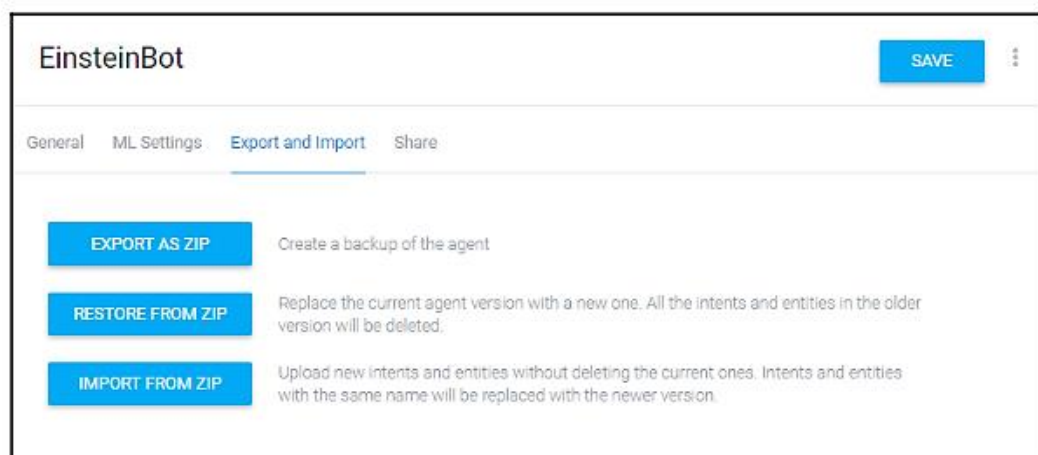 EinsteinBot
SAVE
General ML Settings Export and Import Share
EXPORT AS ZIP Create a backup of the agent
RESTORE FROM ZIP Replace the current agent version with a new one. All the intents and entities in the older
version will be deleted.
IMPORT FROM ZIP Upload new intents and entities without deleting the current ones. Intents and entities
with the same name will be replaced with the newer version.